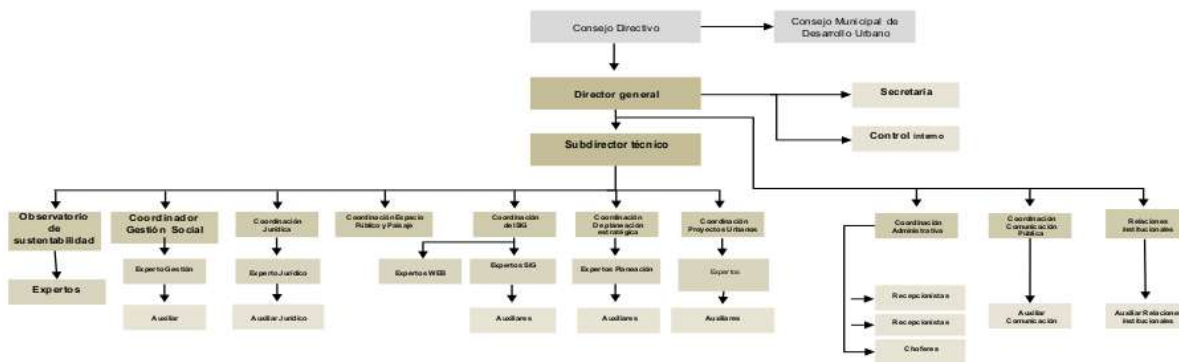 Consejo Directivo
Consejo Municipal de
Desarrollo Urbano
Director general
Secretaria
Control interno
Subdirector técnico
Observatorio
de
sustentabilidad
Coordinador
Gestión Social
Coordinación
Jurídica
Coordinación Espacio
Público y Paisaje
Coordinación
del SIG
Coordinación
De planeación
estratégica
Coordinación
Proyectos Urbanos
Coordinación
Administrativa
Coordinación
Comunicación
Pública
Relaciones
Institucionales
Expertos
Experto Gestión
Experto Jurídico
Expertos WEB
Expertos SIG
Expertos Planeación
Expertos
Auxiliar
Auxiliar Jurídico
Auxiliares
Auxiliares
Auxiliares
Recepcionistas
Recepcionistas
Choferes
Auxiliar
Comunicación
Auxiliar Relaciones
Institucionales